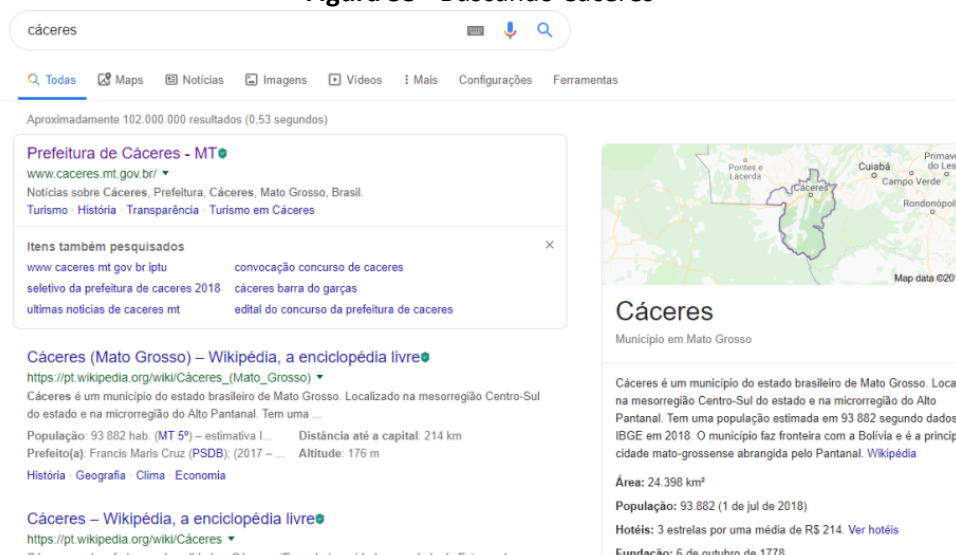 cáceres
Todas Maps Notícias Imagens Vídeos Mais Configurações Ferramentas
Aproximadamente 102.000.000 resultados (0,53 segundos)
Prefeitura de Cáceres - MT
www.caceres.mt.gov.br/
Notícias sobre Cáceres, Prefeitura, Cáceres, Mato Grosso, Brasil.
Turismo · História · Transparência · Turismo em Cáceres
Itens também pesquisados
www caceres mt gov br iptu convocação concurso de caceres
seletivo da prefeitura de caceres 2018 cáceres barra do garças
ultimas noticias de caceres mt edital do concurso da prefeitura de caceres
Cáceres (Mato Grosso) – Wikipédia, a enciclopédia livre
https://pt.wikipedia.org/wiki/Cáceres_(Mato_Grosso)
Cáceres é um município do estado brasileiro de Mato Grosso. Localizado na mesorregião Centro-Sul
do estado e na microrregião do Alto Pantanal. Tem uma ...
População: 93 882 hab. (MT 5º) – estimativa I... Distância até a capital: 214 km
Prefeito(a): Francis Maris Cruz (PSDB); (2017 – ... Altitude: 176 m
História · Geografia · Clima · Economia
Cáceres – Wikipédia, a enciclopédia livre
https://pt.wikipedia.org/wiki/Cáceres
Pontes e
Lacerda
Cáceres
Cuiabá
Campo Verde
Map data
Cáceres
Município em Mato Grosso
Cáceres é um município do estado brasileiro de Mato Grosso.
na mesorregião Centro-Sul do estado e na microrregião do Alto
Pantanal. Tem uma população estimada em 93 882 segundo dados
IBGE em 2018. O município faz fronteira com a Bolívia e é a
cidade mato-grossense abrangida pelo Pantanal. Wikipédia
Área: 24.398 km²
População: 93.882 (1 de jul de 2018)
Hotéis: 3 estrelas por uma média de R$ 214. Ver hotéis
Fundação: 6 de outubro de 1778